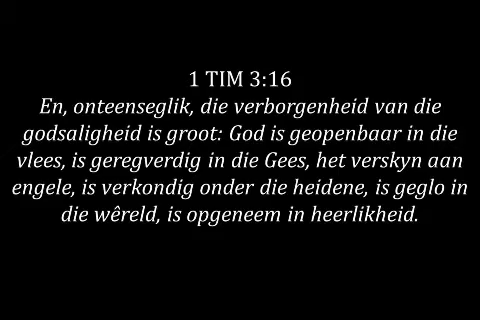 1 TIM 3:16
En, onteenseglik, die verborgenheid van die
godsaligheid is groot: God is geopenbaar in die
vlees, is geregverdig in die Gees, het verskyn aan
engele, is verkondig onder die heidene, is geglo in
die wêreld, is opgeneem in heerlikheid.